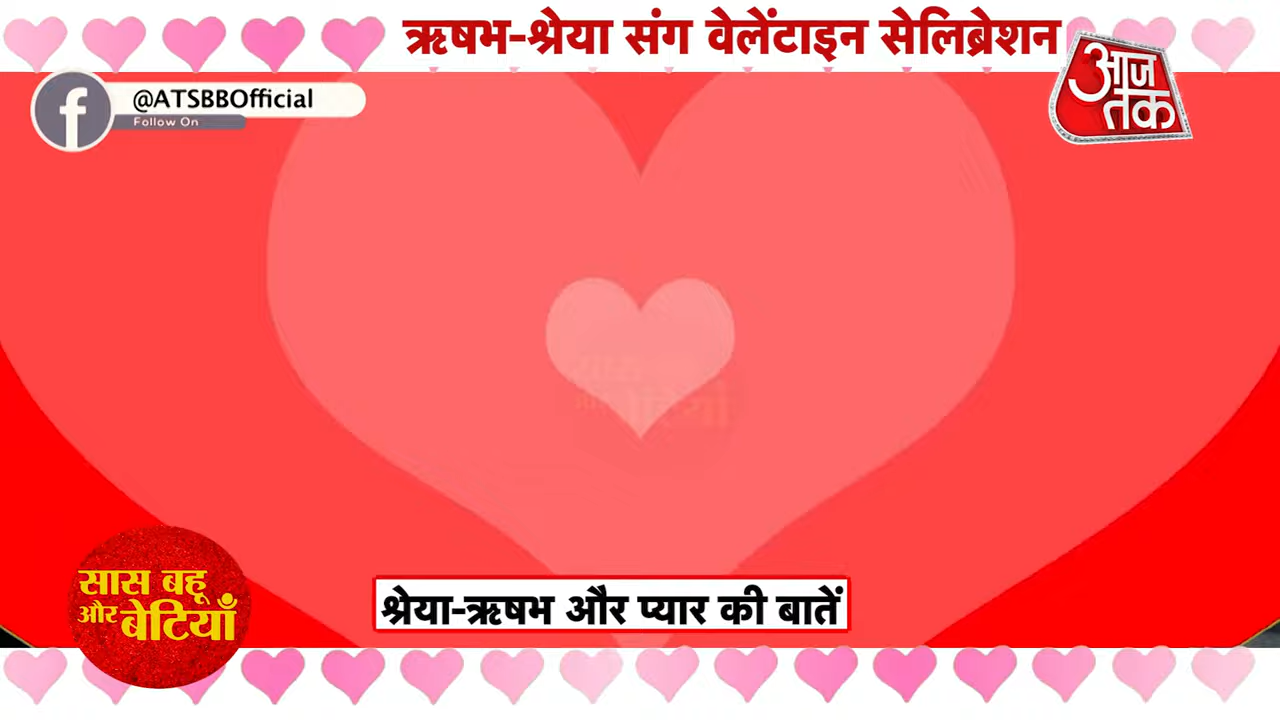 ऋषभ-श्रेया संग वेलेंटाइन सेलिब्रेशन
आज
तक
@ATSBBOfficial
Follow On
सास बहू
और बेटियाँ
श्रेया-ऋषभ और प्यार की बातें